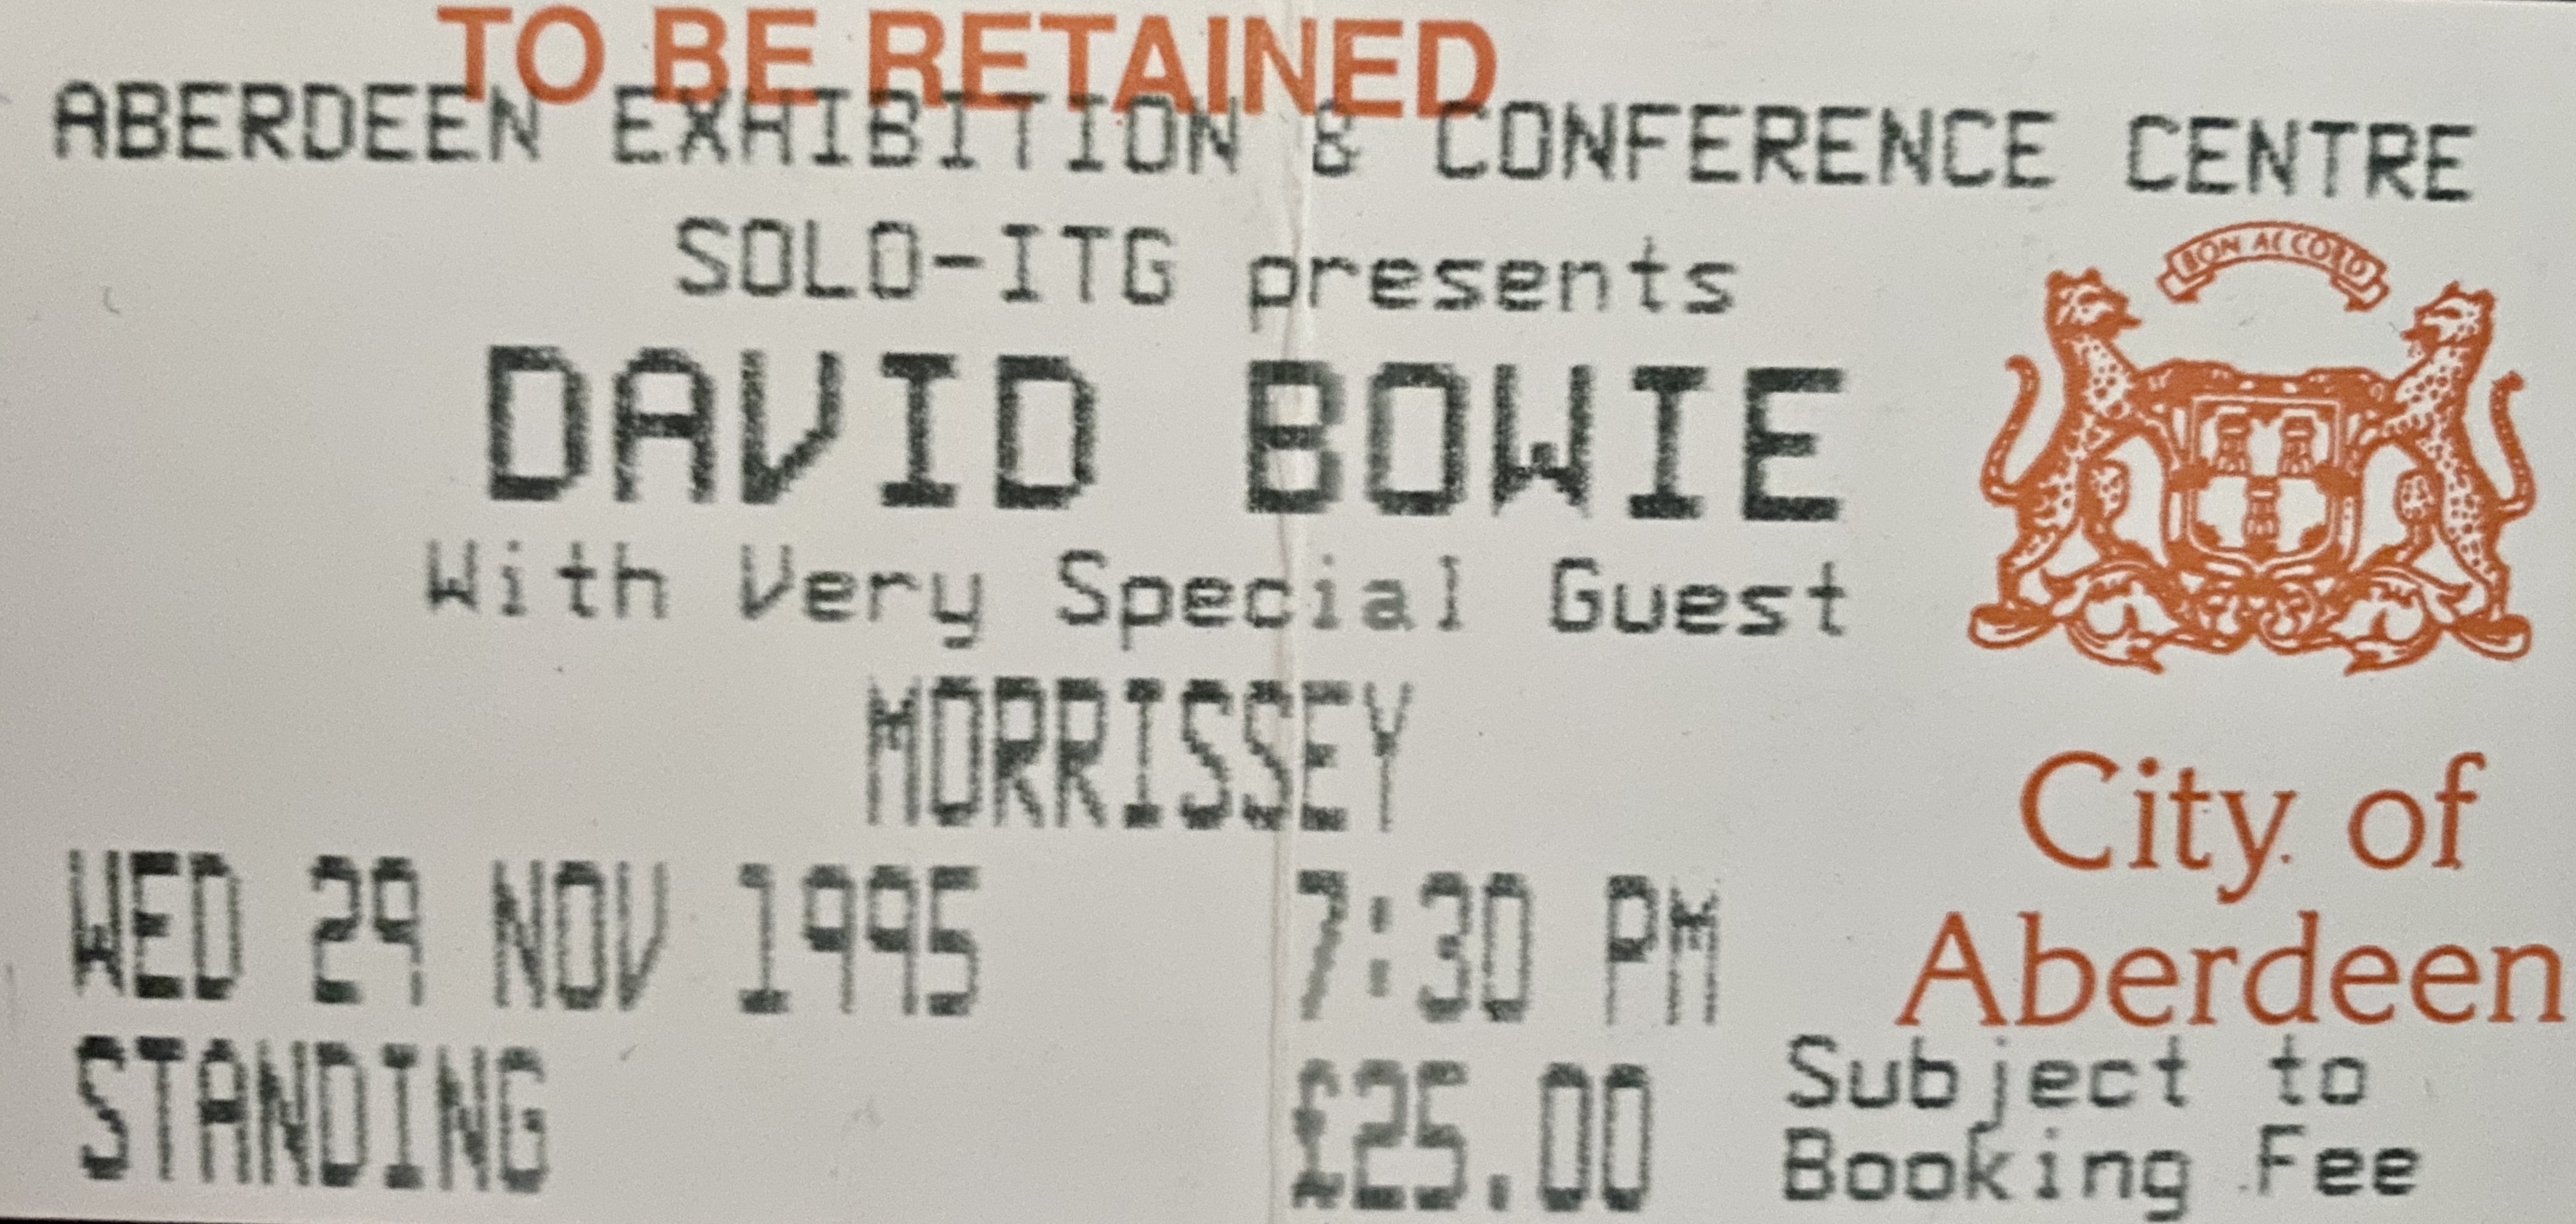 TO BE RETAINED
ABERDEEN EXHIBITION & CONFERENCE CENTRE
SOLO-ITG presents
BON ACCORD
DAVID BOWIE
With Very Special Guest
MORRISSEY
City of
Aberdeen
WED 29 NOV 1995 7:30 PM
STANDING £25.00
Subject to
Booking Fee